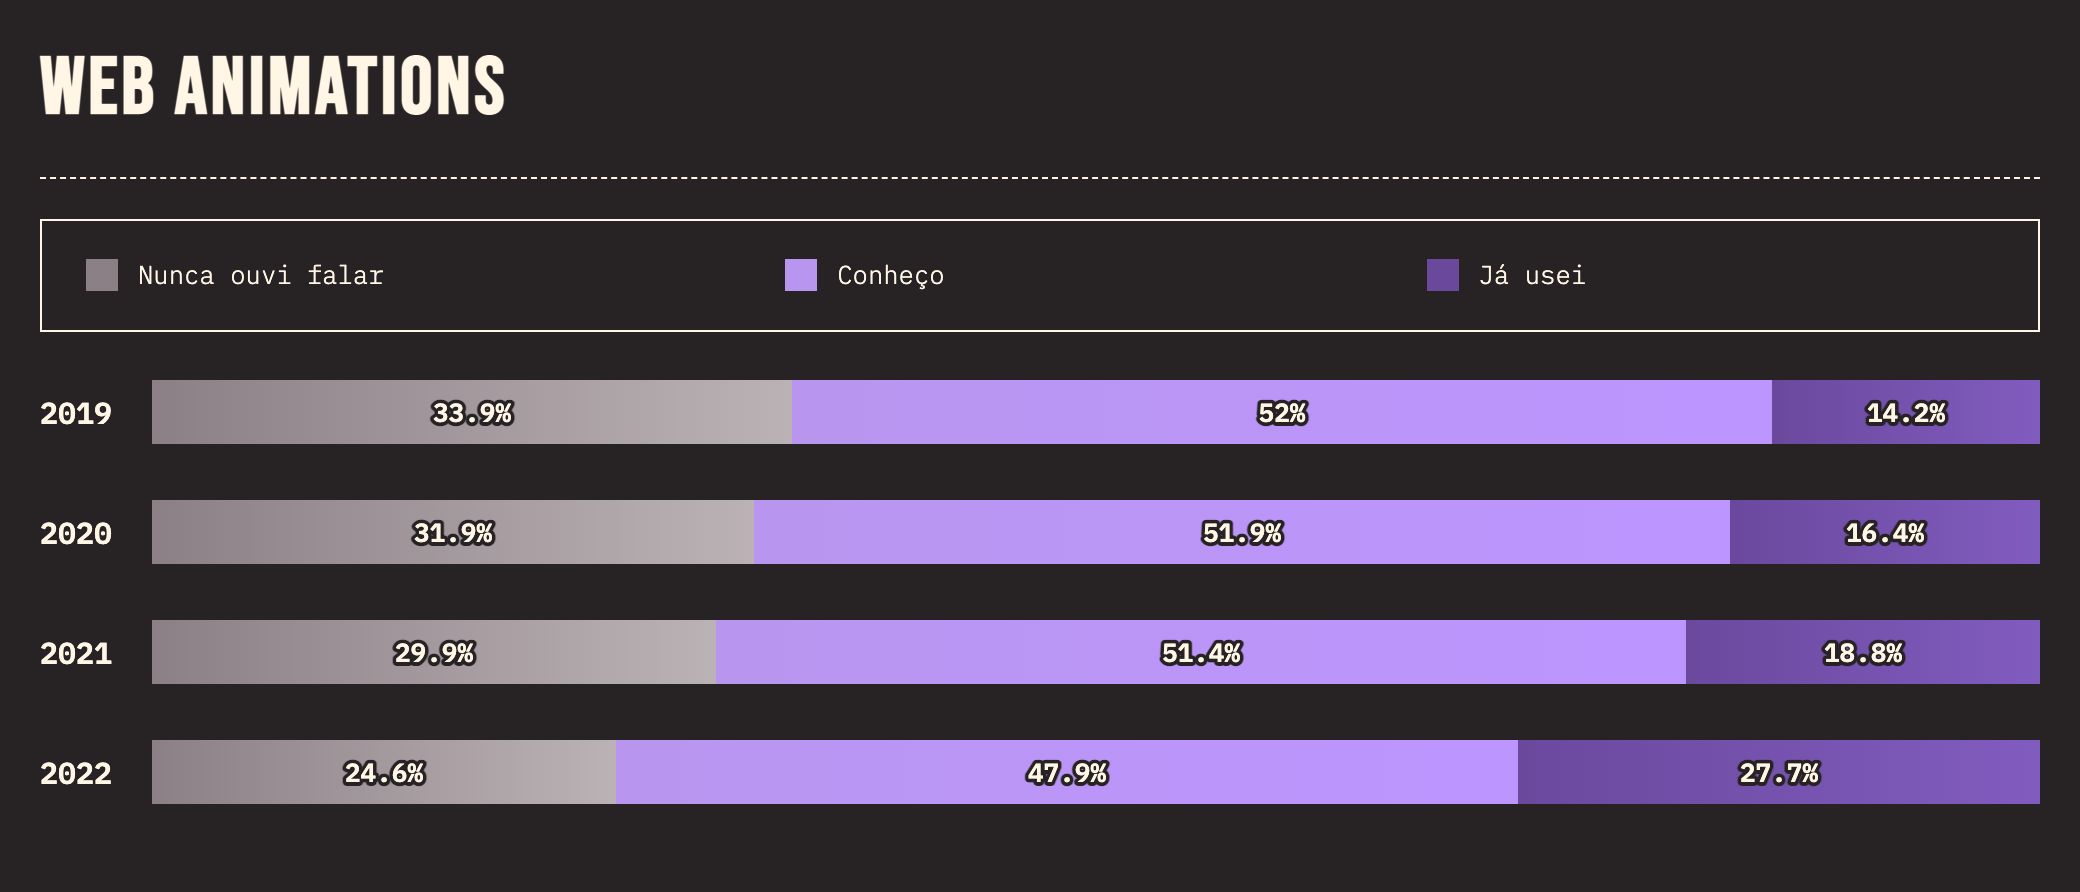 WEB ANIMATIONS
Nunca ouvi falar Conheço Já usei
2019 33.9% 52% 14.2%
2020 31.9% 51.9% 16.4%
2021 29.9% 51.4% 18.8%
2022 24.6% 47.9% 27.7%